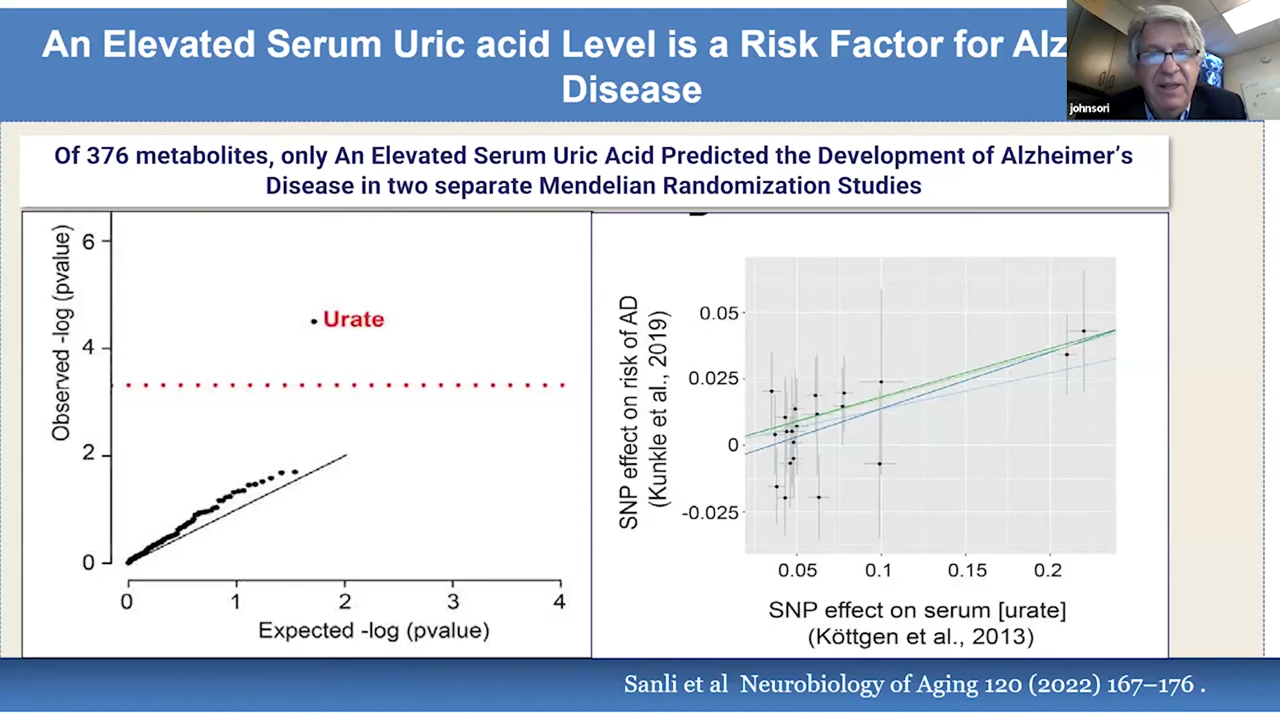 An Elevated Serum Uric acid Level is a Risk Factor for Alz
Disease
johnsori
Of 376 metabolites, only An Elevated Serum Uric Acid Predicted the Development of Alzheimer's
Disease in two separate Mendelian Randomization Studies
Observed -log (pvalue)
6
4
2
0
Urate
0 1 2 3 4
Expected -log (pvalue)
SNP effect on risk of AD
(Kunkle et al., 2019)
0.05
0.025
0
-0.025
0.05 0.1 0.15 0.2
SNP effect on serum [urate]
(Köttgen et al., 2013)
Sanli et al Neurobiology of Aging 120 (2022) 167–176 .